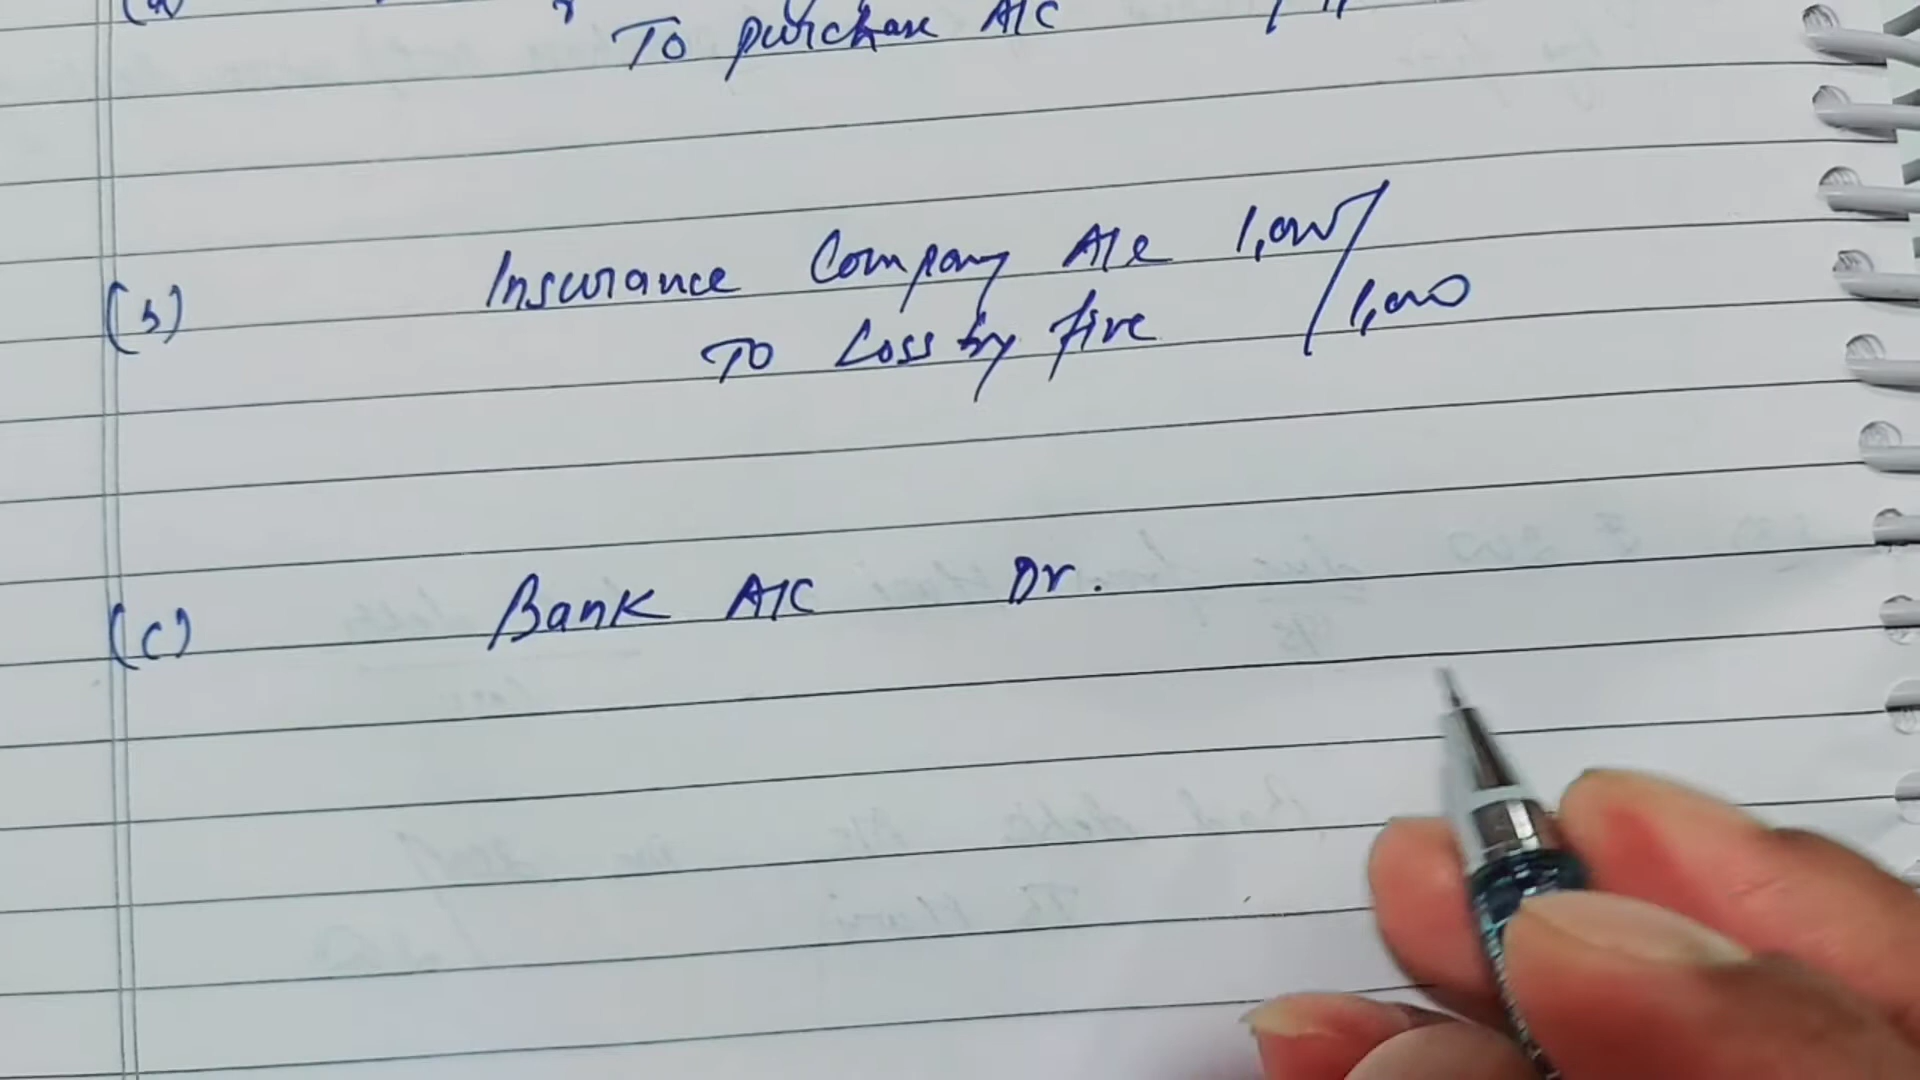 To purchase A/C
(b) Insurance Company A/c 1,000
To Loss by fire 1,000
(C) Bank A/C Dr.